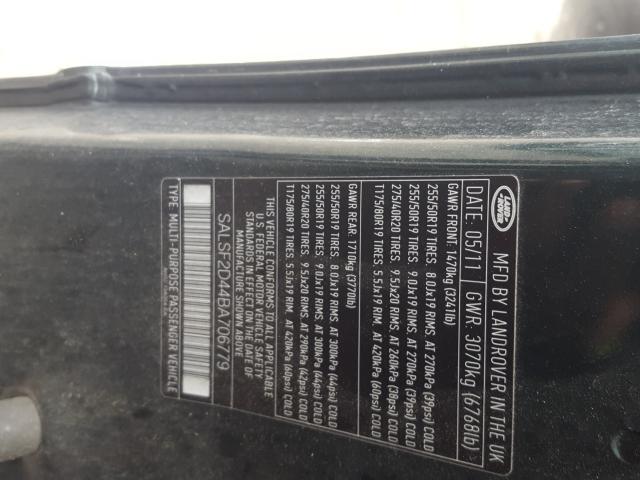 LAND ROVER
MFD BY LANDROVER IN THE UK
DATE: 05/11 GWR: 3070kg (6768lb)
GAWR FRONT: 1470kg (3241lb)
255/50R19 TIRES. 8.0Jx19 RIMS. AT 270kPa (39psi) COLD
255/50R19 TIRES. 9.0Jx19 RIMS. AT 270kPa (39psi) COLD
275/40R20 TIRES. 9.5Jx20 RIMS. AT 260kPa (38psi) COLD
T175/80R19 TIRES. 5.5Jx19 RIM. AT 420kPa (60psi) COLD
GAWR REAR: 1710kg (3770lb)
255/50R19 TIRES. 8.0Jx19 RIMS. AT 300kPa (44psi) COLD
255/50R19 TIRES. 9.0Jx19 RIMS. AT 300kPa (44psi) COLD
275/40R20 TIRES. 9.5Jx20 RIMS. AT 290kPa (42psi) COLD
T175/80R19 TIRES. 5.5Jx19 RIM. AT 420kPa (60psi) COLD
THIS VEHICLE CONFORMS TO ALL APPLICABLE
U.S. FEDERAL MOTOR VEHICLE SAFETY
STANDARDS IN EFFECT ON THE DATE OF
MANUFACTURE SHOWN ABOVE
SALSF2D44BA706779
TYPE: MULTI-PURPOSE PASSENGER VEHICLE